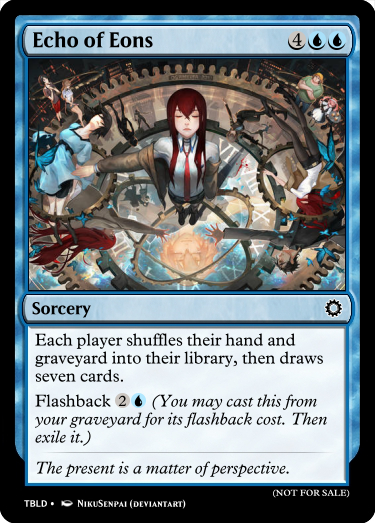 Echo of Eons 4
Sorcery
Each player shuffles their hand and
graveyard into their library, then draws
seven cards.
Flashback 2 (You may cast this from
your graveyard for its flashback cost. Then
exile it.)
The present is a matter of perspective.
(NOT FOR SALE)
TBLD • NikuSenpai (deviantart)